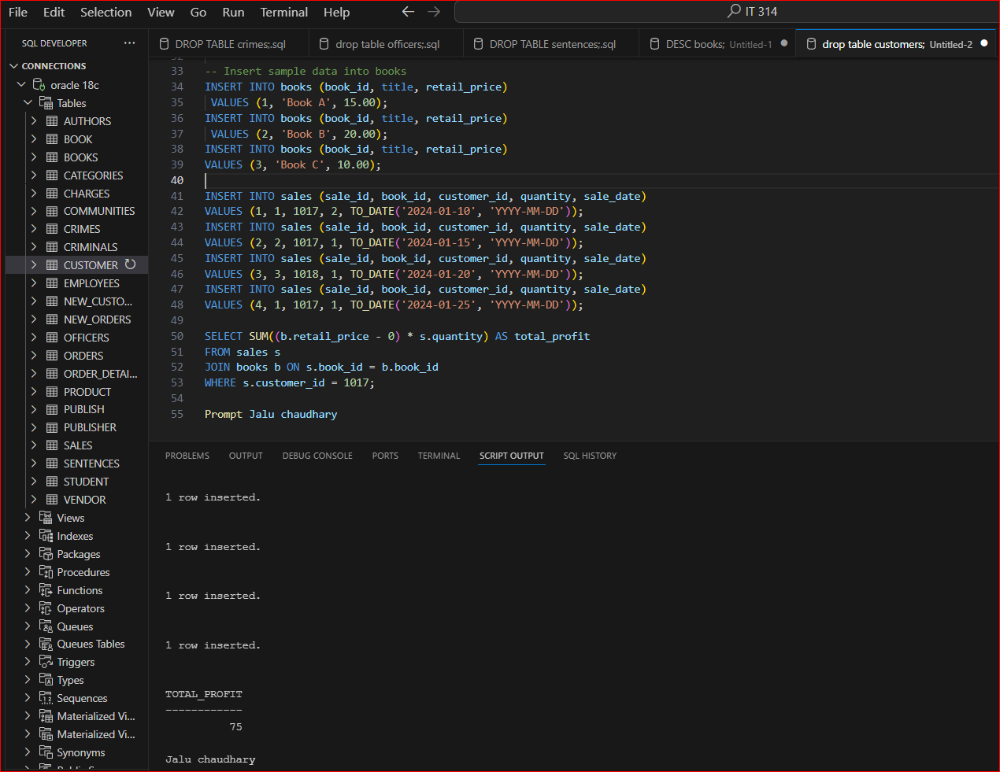 File Edit Selection View Go Run Terminal Help
IT 314
SQL DEVELOPER ···
CONNECTIONS
oracle 18c
Tables
AUTHORS
BOOK
BOOKS
CATEGORIES
CHARGES
COMMUNITIES
CRIMES
CRIMINALS
CUSTOMER
EMPLOYEES
NEW_CUSTO...
NEW_ORDERS
OFFICERS
ORDERS
ORDER_DETAI...
PRODUCT
PUBLISH
PUBLISHER
SALES
SENTENCES
STUDENT
VENDOR
Views
Indexes
Packages
Procedures
Functions
Operators
Queues
Queues Tables
Triggers
Types
Sequences
Materialized Vi...
Materialized Vi...
Synonyms
DROP TABLE crimes;.sql
drop table officers;.sql
DROP TABLE sentences;.sql
DESC books; Untitled-1
drop table customers; Untitled-2
33 -- Insert sample data into books
34 INSERT INTO books (book_id, title, retail_price)
35 VALUES (1, 'Book A', 15.00);
36 INSERT INTO books (book_id, title, retail_price)
37 VALUES (2, 'Book B', 20.00);
38 INSERT INTO books (book_id, title, retail_price)
39 VALUES (3, 'Book C', 10.00);
40
41 INSERT INTO sales (sale_id, book_id, customer_id, quantity, sale_date)
42 VALUES (1, 1, 1017, 2, TO_DATE('2024-01-10', 'YYYY-MM-DD'));
43 INSERT INTO sales (sale_id, book_id, customer_id, quantity, sale_date)
44 VALUES (2, 2, 1017, 1, TO_DATE('2024-01-15', 'YYYY-MM-DD'));
45 INSERT INTO sales (sale_id, book_id, customer_id, quantity, sale_date)
46 VALUES (3, 3, 1018, 1, TO_DATE('2024-01-20', 'YYYY-MM-DD'));
47 INSERT INTO sales (sale_id, book_id, customer_id, quantity, sale_date)
48 VALUES (4, 1, 1017, 1, TO_DATE('2024-01-25', 'YYYY-MM-DD'));
49
50 SELECT SUM((b.retail_price - 0) * s.quantity) AS total_profit
51 FROM sales s
52 JOIN books b ON s.book_id = b.book_id
53 WHERE s.customer_id = 1017;
54
55 Prompt Jalu chaudhary
PROBLEMS OUTPUT DEBUG CONSOLE PORTS TERMINAL SCRIPT OUTPUT SQL HISTORY
1 row inserted.
1 row inserted.
1 row inserted.
1 row inserted.
TOTAL_PROFIT
------------
75
Jalu chaudhary